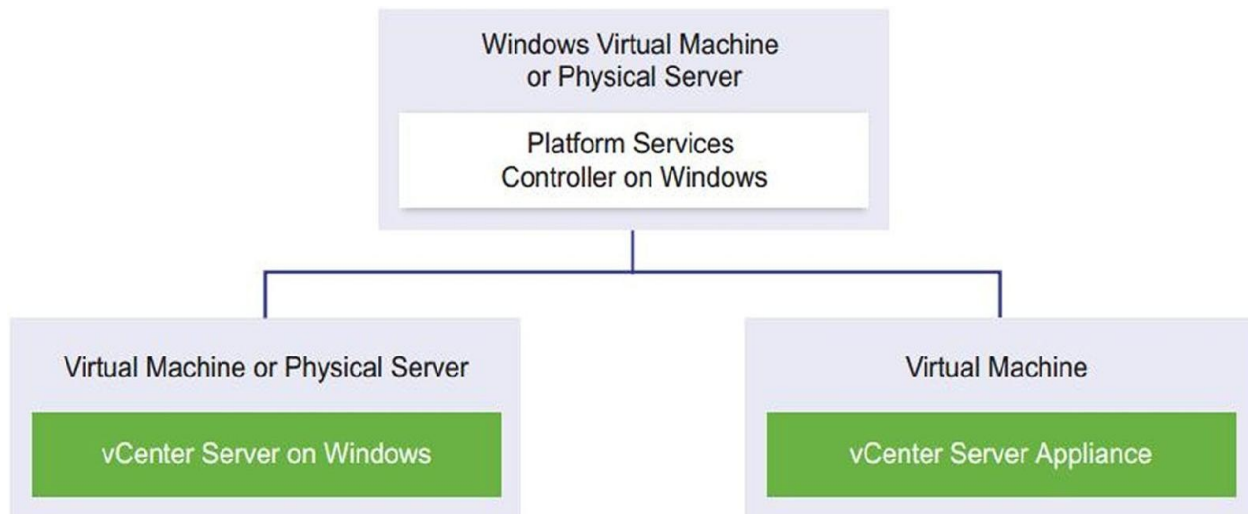 Windows Virtual Machine
or Physical Server
Platform Services
Controller on Windows
Virtual Machine or Physical Server
vCenter Server on Windows
Virtual Machine
vCenter Server Appliance